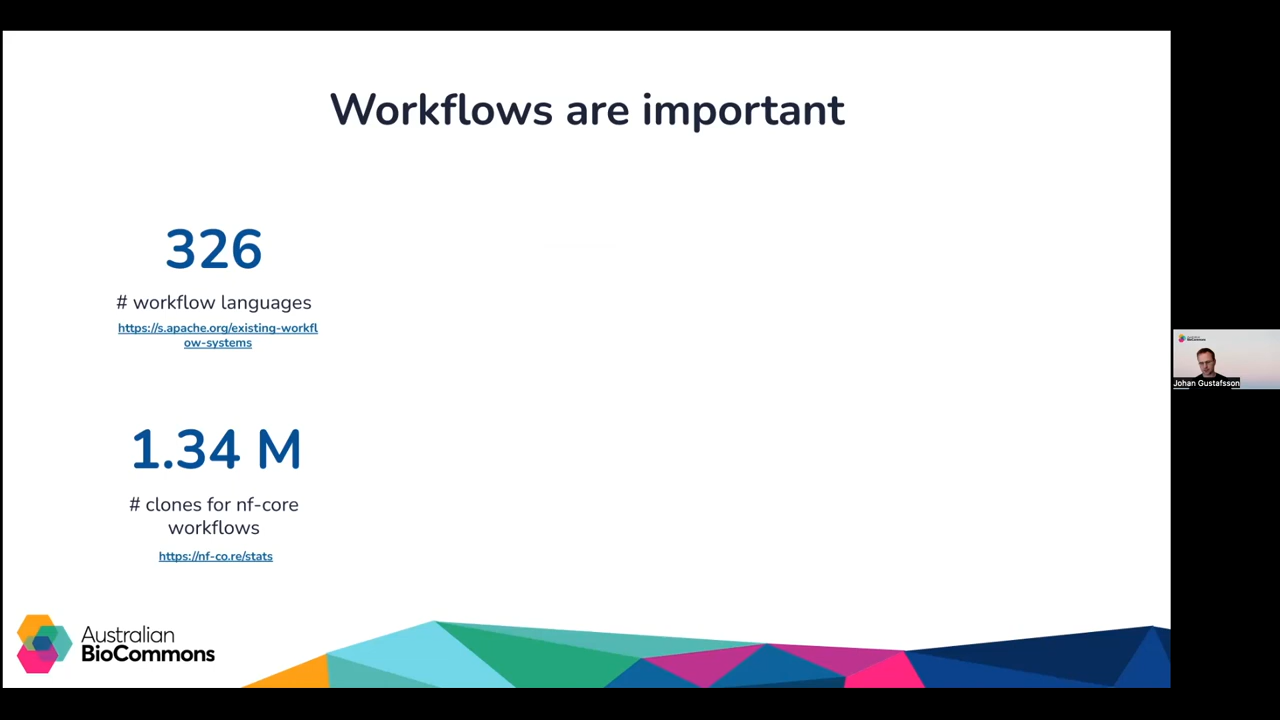 Workflows are important
326
# workflow languages
https://s.apache.org/existing-workfl
ow-systems
1.34 M
# clones for nf-core
workflows
https://nf-co.re/stats
Australian
BioCommons
Johan Gustafsson